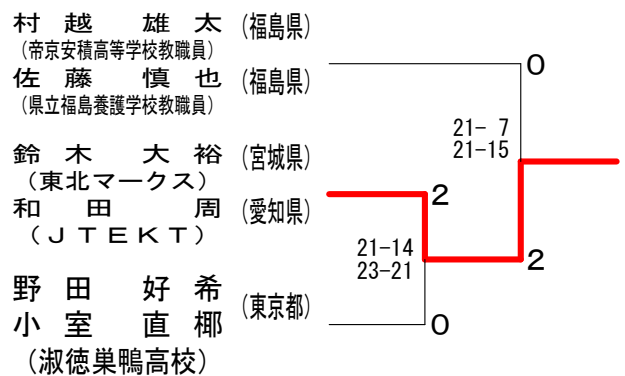 村越 雄太 (福島県)
(帝京安積高等学校教職員)
佐藤 慎也 (福島県)
(県立福島養護学校教職員)
0
21- 7
21-15
鈴木 大裕 (宮城県)
(東北マークス)
和田 周 (愛知県)
(JTEKT)
2
21-14
23-21
2
野田 好希
小室 直梛
(東京都)
0
(淑徳巣鴨高校)